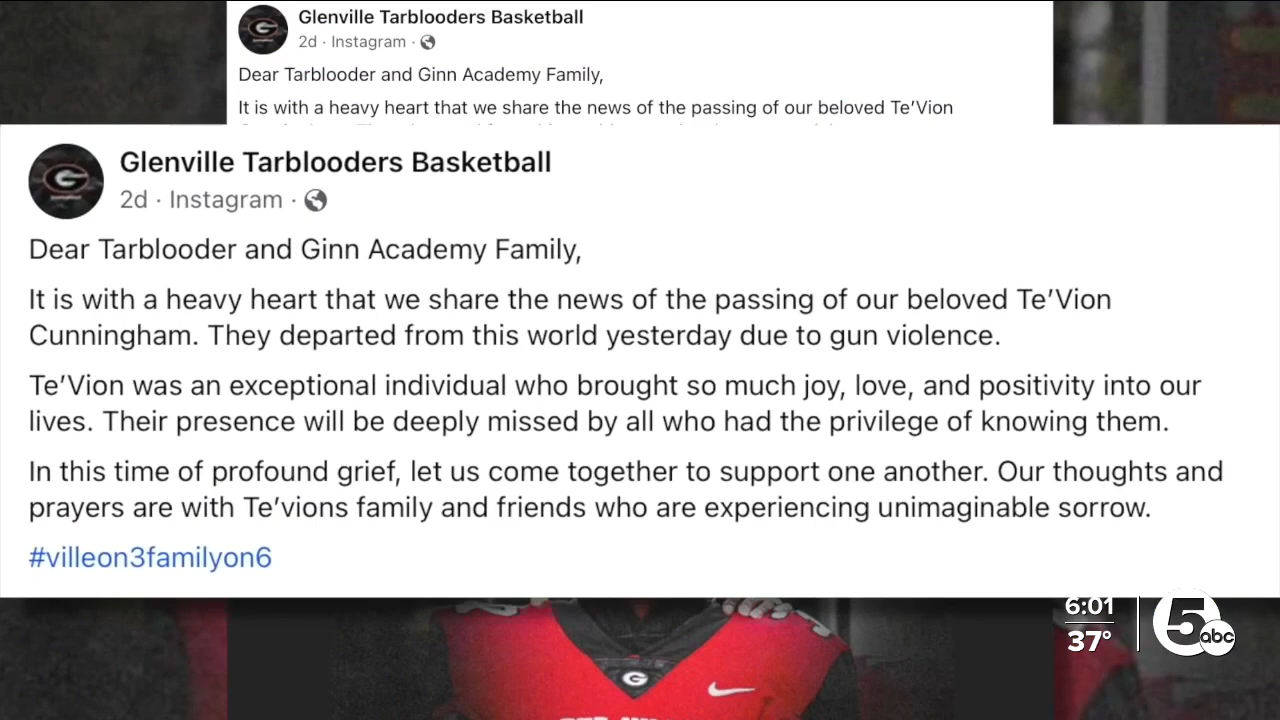 Glenville Tarblooders Basketball
2d · Instagram ·
Dear Tarblooder and Ginn Academy Family,
It is with a heavy heart that we share the news of the passing of our beloved Te'Vion
Glenville Tarblooders Basketball
2d · Instagram ·
Dear Tarblooder and Ginn Academy Family,
It is with a heavy heart that we share the news of the passing of our beloved Te'Vion
Cunningham. They departed from this world yesterday due to gun violence.
Te'Vion was an exceptional individual who brought so much joy, love, and positivity into our
lives. Their presence will be deeply missed by all who had the privilege of knowing them.
In this time of profound grief, let us come together to support one another. Our thoughts and
prayers are with Te'vions family and friends who are experiencing unimaginable sorrow.
#villeon3familyon6
6:01
37°
5 abc
G